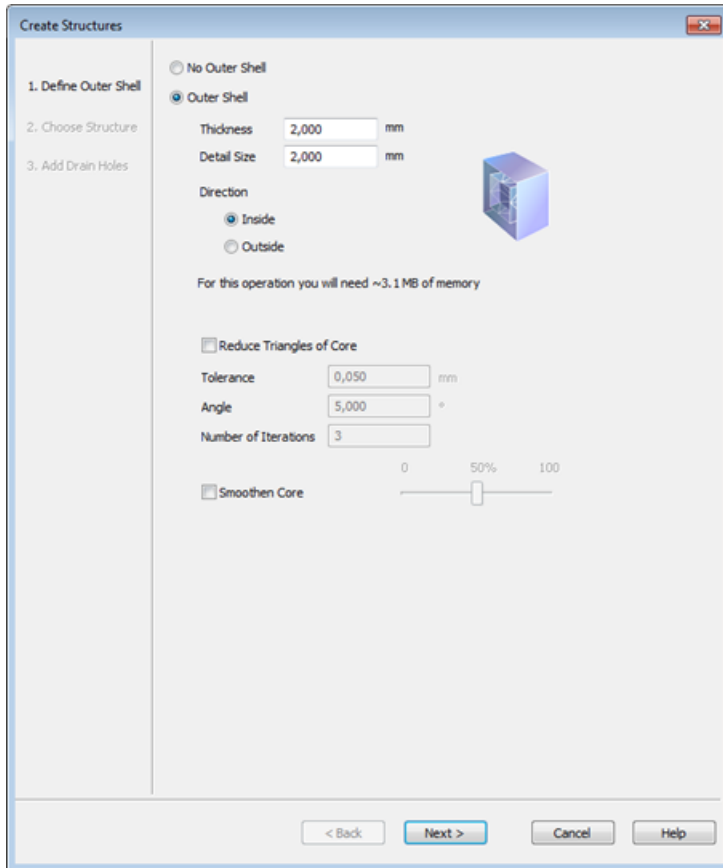 Create Structures
1. Define Outer Shell
2. Choose Structure
3. Add Drain Holes
No Outer Shell
Outer Shell
Thickness 2,000 mm
Detail Size 2,000 mm
Direction
Inside
Outside
For this operation you will need ~3.1 MB of memory
Reduce Triangles of Core
Tolerance 0,050 mm
Angle 5,000 °
Number of Iterations 3
0 50% 100
Smoothen Core
< Back Next > Cancel Help